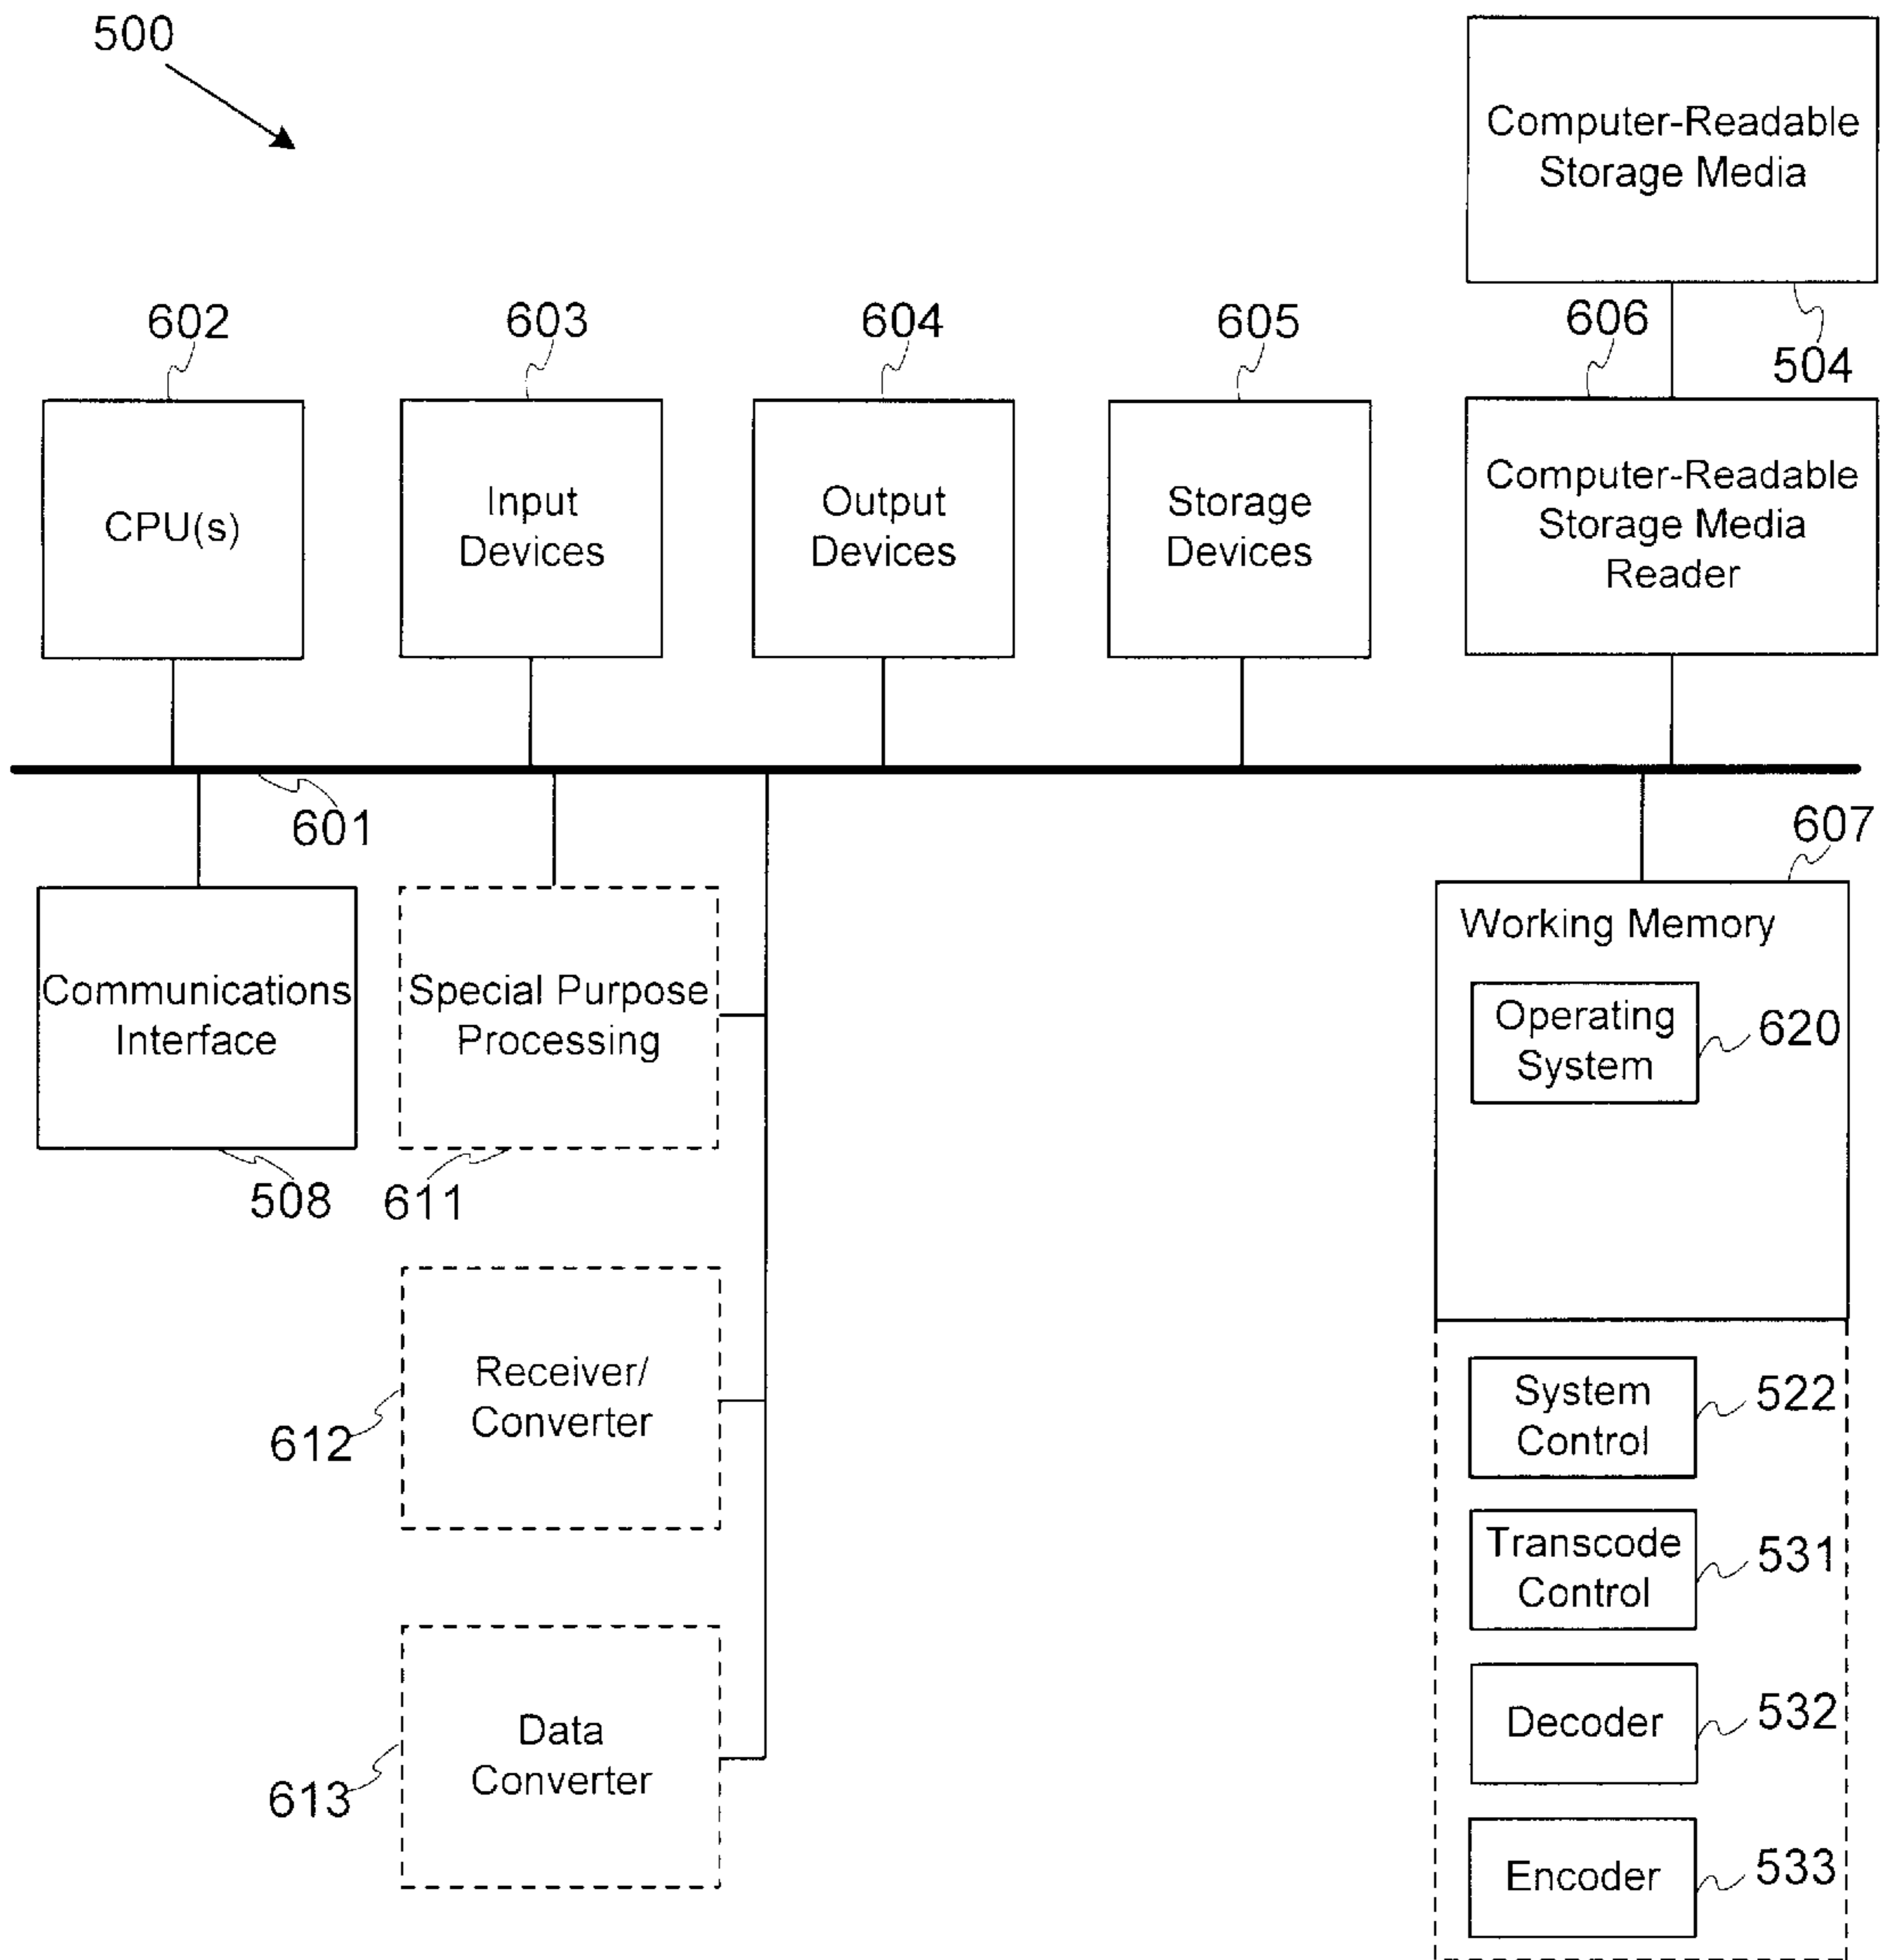 500
Computer-Readable
Storage Media
504
602
603
604
605
606
CPU(s)
Input
Devices
Output
Devices
Storage
Devices
Computer-Readable
Storage Media
Reader
601
607
Communications
Interface
508
Special Purpose
Processing
611
Working Memory
Operating
System
620
Receiver/
Converter
612
System
Control
522
Transcode
Control
531
Data
Converter
613
Decoder
532
Encoder
533